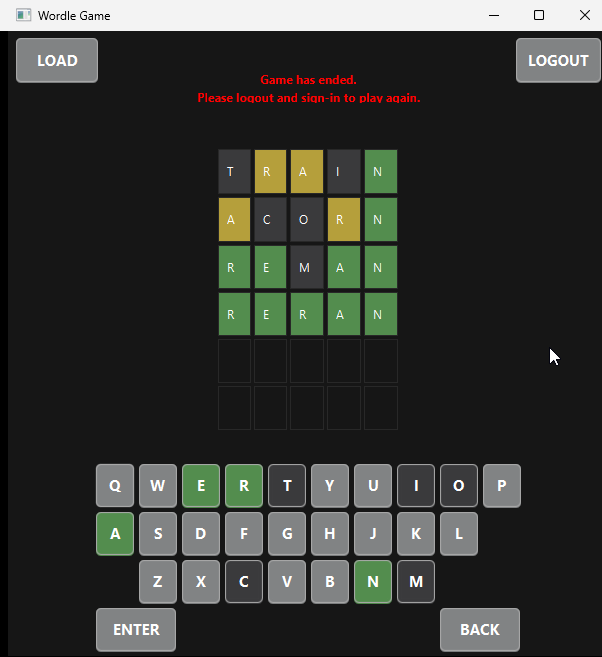 Wordle Game
LOAD
LOGOUT
Game has ended.
Please logout and sign-in to play again.
T R A I N
A C O R N
R E M A N
R E R A N
Q W E R T Y U I O P
A S D F G H J K L
Z X C V B N M
ENTER BACK